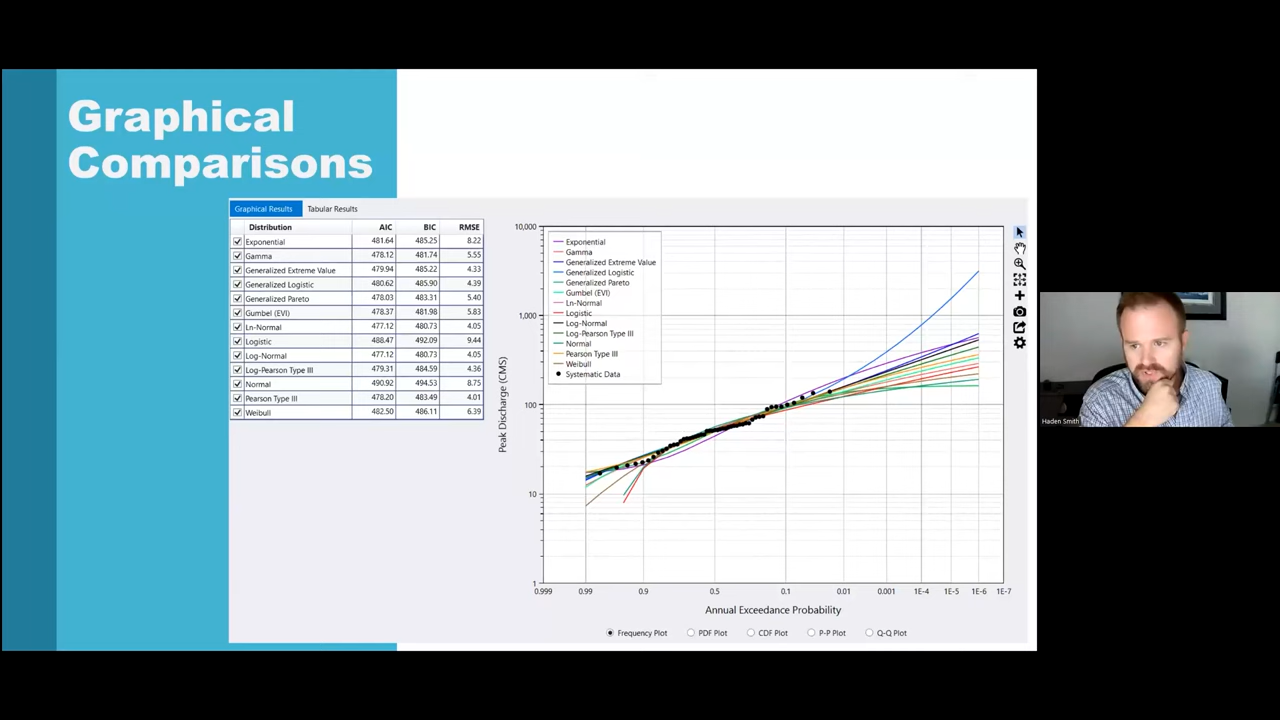 Graphical
Comparisons
Graphical Results Tabular Results
Distribution AIC BIC RMSE
Exponential 481.64 485.25 8.22
Gamma 478.12 481.74 5.55
Generalized Extreme Value 479.94 485.22 4.33
Generalized Logistic 480.62 485.90 4.39
Generalized Pareto 478.03 483.31 5.40
Gumbel (EVI) 478.37 481.98 5.83
Ln-Normal 477.12 480.73 4.05
Logistic 488.47 492.09 9.44
Log-Normal 477.12 480.73 4.05
Log-Pearson Type III 479.31 484.59 4.36
Normal 490.92 494.53 8.75
Pearson Type III 478.20 483.49 4.01
Weibull 482.50 486.11 6.39
Peak Discharge (CMS)
10,000
1,000
100
10
1
Exponential
Gamma
Generalized Extreme Value
Generalized Logistic
Generalized Pareto
Gumbel (EVI)
Ln-Normal
Logistic
Log-Normal
Log-Pearson Type III
Normal
Pearson Type III
Weibull
Systematic Data
0.999 0.99 0.9 0.5 0.1 0.01 0.001 1E-4 1E-5 1E-6 1E-7
Annual Exceedance Probability
Frequency Plot PDF Plot CDF Plot P-P Plot Q-Q Plot
Haden Smith